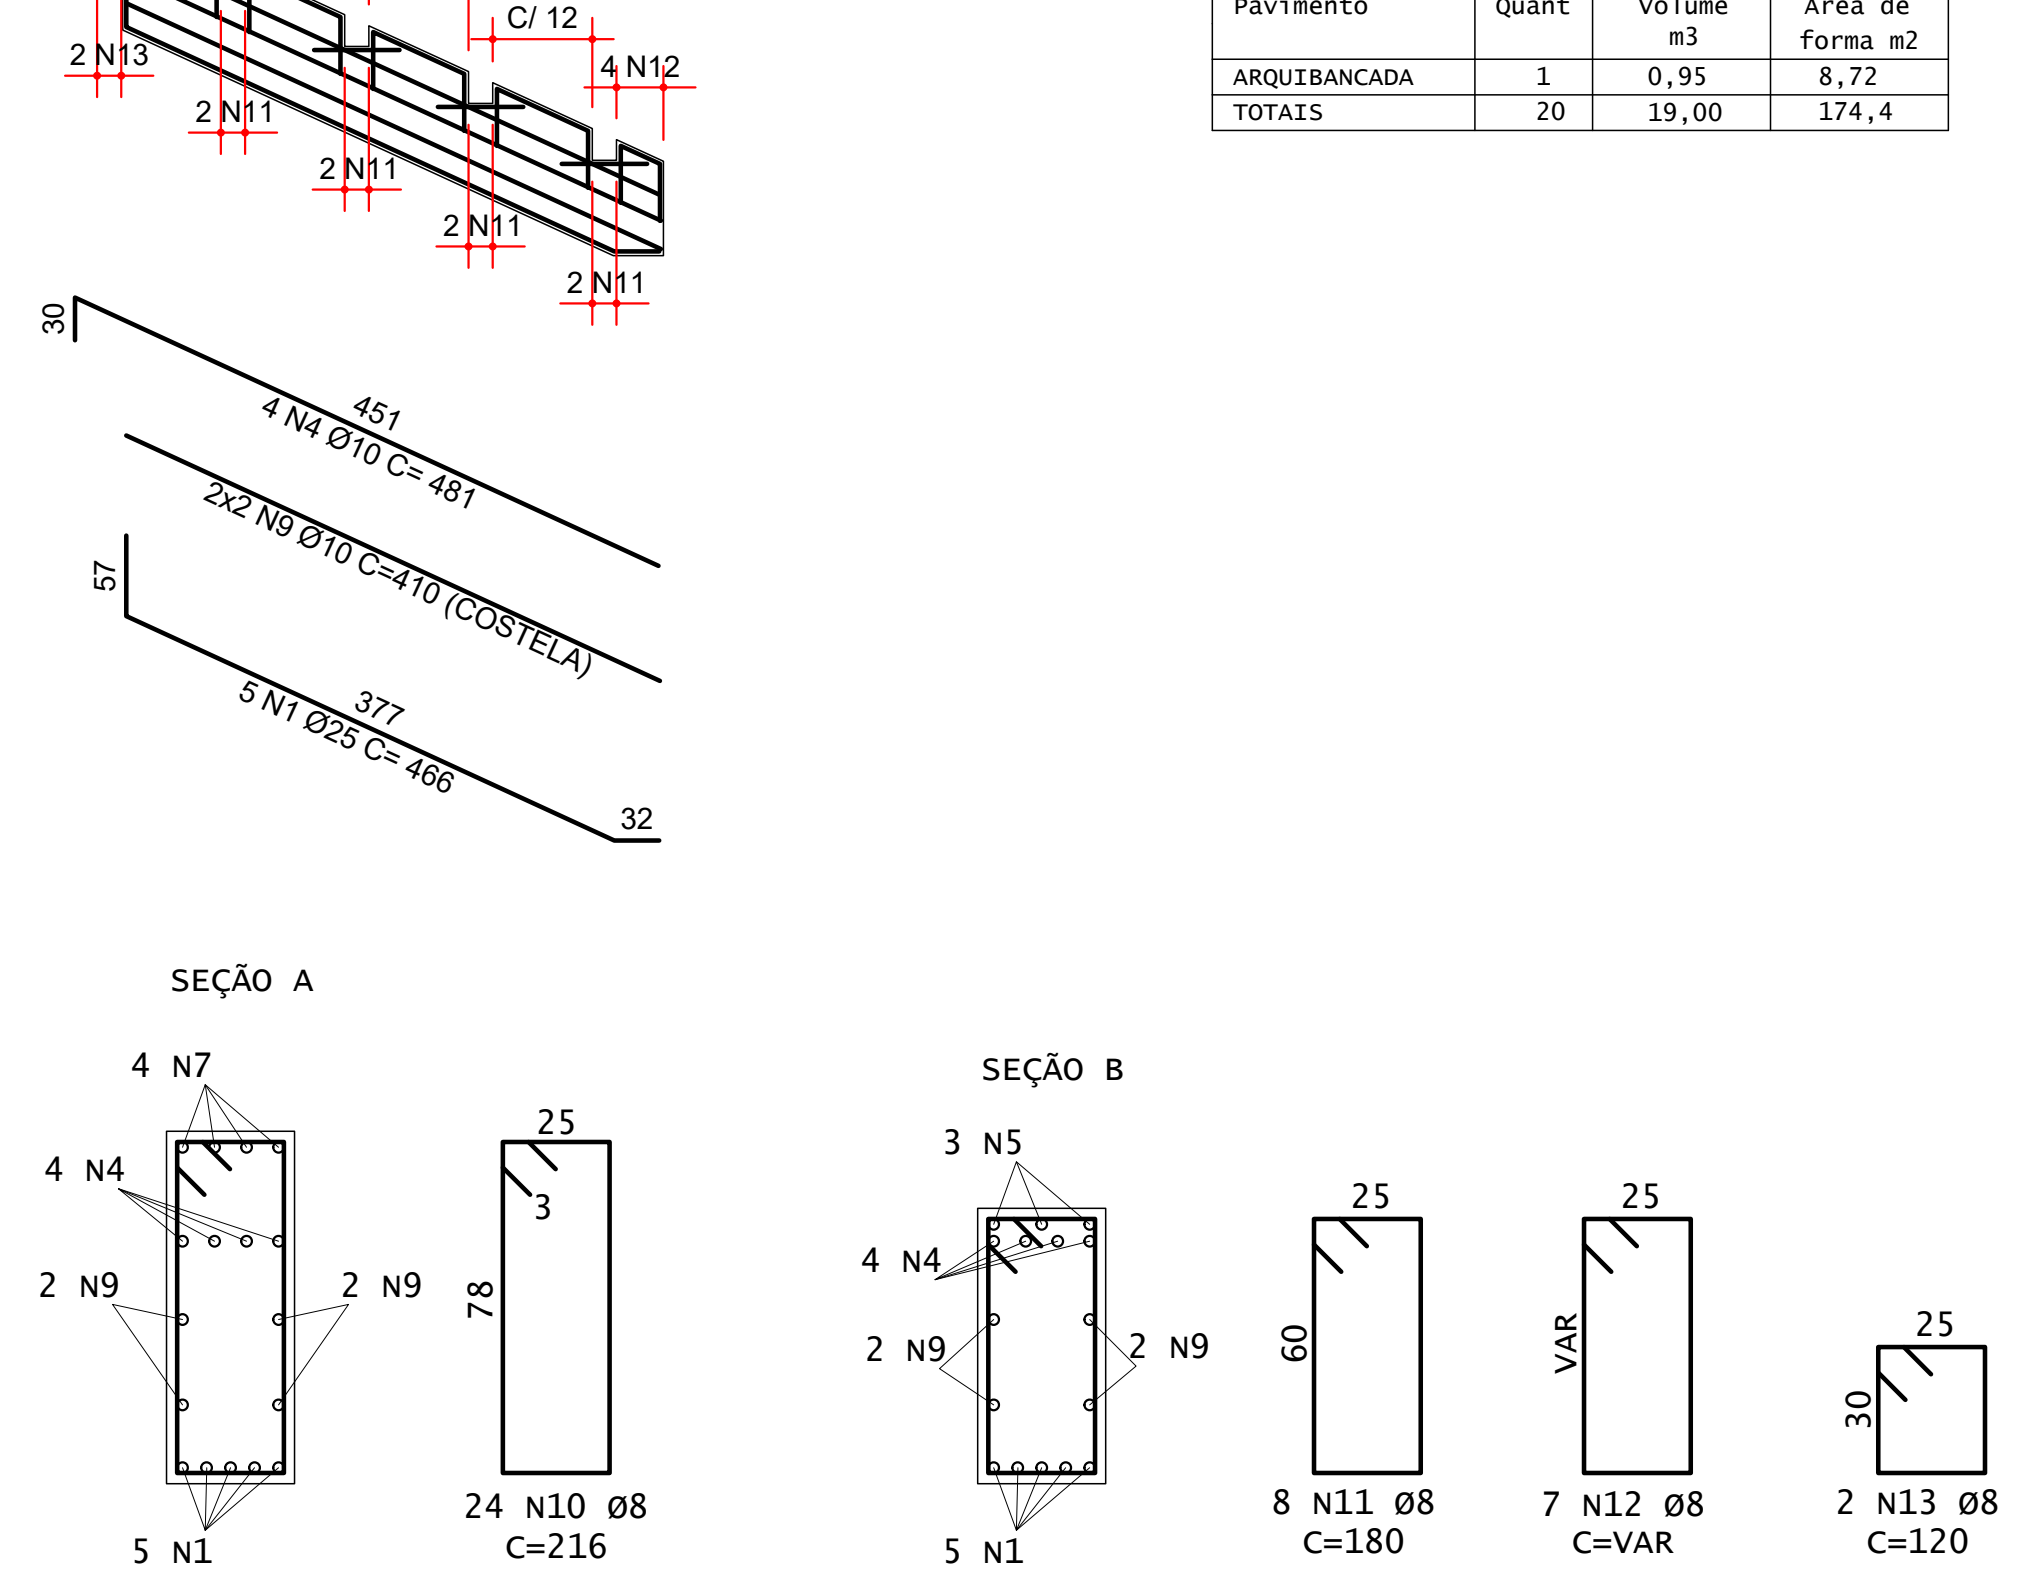 C/ 12
2 N13
4 N12
2 N11
2 N11
2 N11
2 N11
Pavimento Quant Volume m3 Área de forma m2
ARQUIBANCADA 1 0,95 8,72
TOTAIS 20 19,00 174,4
30
451
4 N4 Ø10 C= 481
2x2 N9 Ø10 C=410 (COSTELA)
57
377
5 N1 Ø25 C= 466
32
SEÇÃO A
4 N7
4 N4
2 N9
2 N9
5 N1
25
3
78
24 N10 Ø8
C=216
SEÇÃO B
3 N5
4 N4
2 N9
2 N9
5 N1
25
60
8 N11 Ø8
C=180
25
VAR
7 N12 Ø8
C=VAR
25
30
2 N13 Ø8
C=120